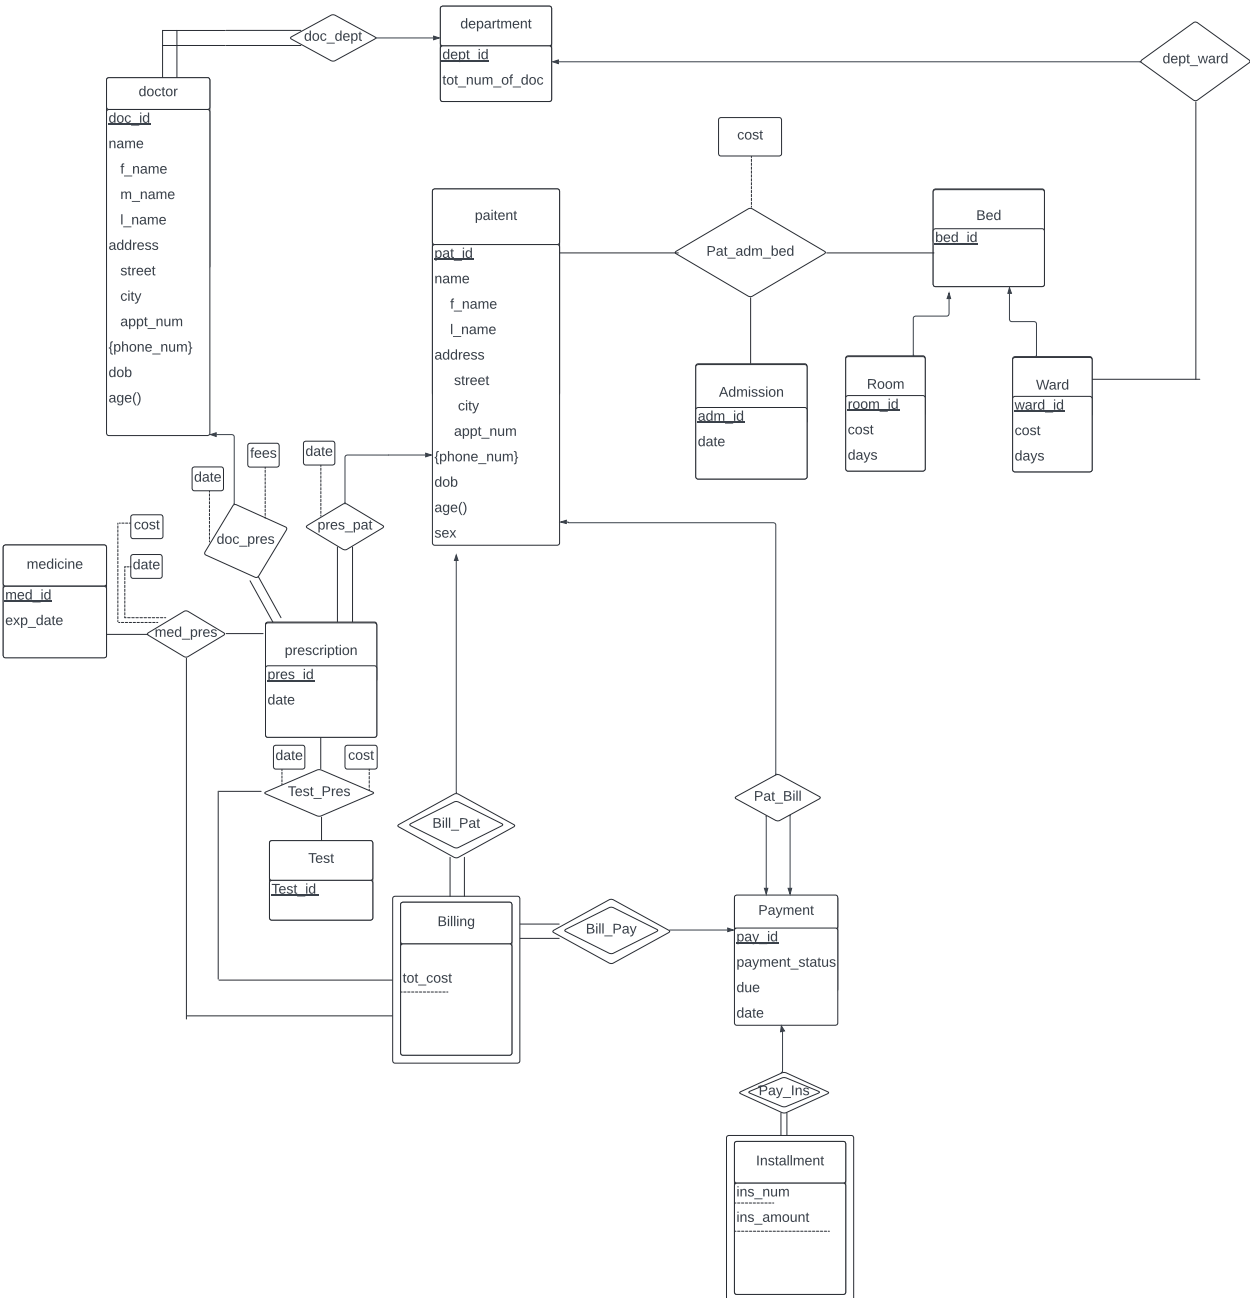 doc_dept
department
dept_id
tot_num_of_doc
dept_ward
doctor
doc_id
name
f_name
m_name
l_name
address
street
city
appt_num
{phone_num}
dob
age()
cost
paitent
pat_id
name
f_name
l_name
address
street
city
appt_num
{phone_num}
dob
age()
sex
Pat_adm_bed
Bed
bed_id
Admission
adm_id
date
Room
room_id
cost
days
Ward
ward_id
cost
days
date
fees
date
doc_pres
pres_pat
cost
date
medicine
med_id
exp_date
med_pres
prescription
pres_id
date
date
cost
Test_Pres
Test
Test_id
Bill_Pat
Pat_Bill
Billing
tot_cost
Bill_Pay
Payment
pay_id
payment_status
due
date
Pay_Ins
Installment
ins_num
ins_amount